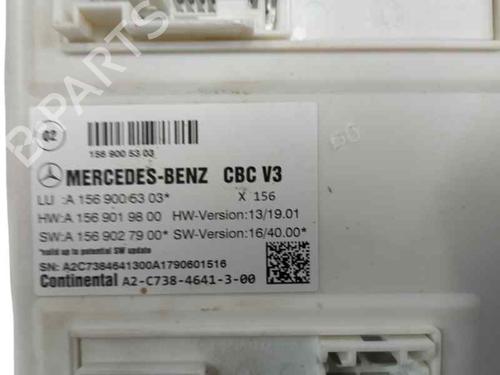 B-PARTS
Q2
156 900 53 03
MERCEDES-BENZ CBC V3
LU :A 156 900 53 03* X 156
HW:A 156 901 98 00 HW-Version:13/19.01
SW:A 156 902 79 00* SW-Version:16/40.00*
*valid up to potential SW update
SN: A2C7384641300A1790601516
Continental A2-C738-4641-3-00